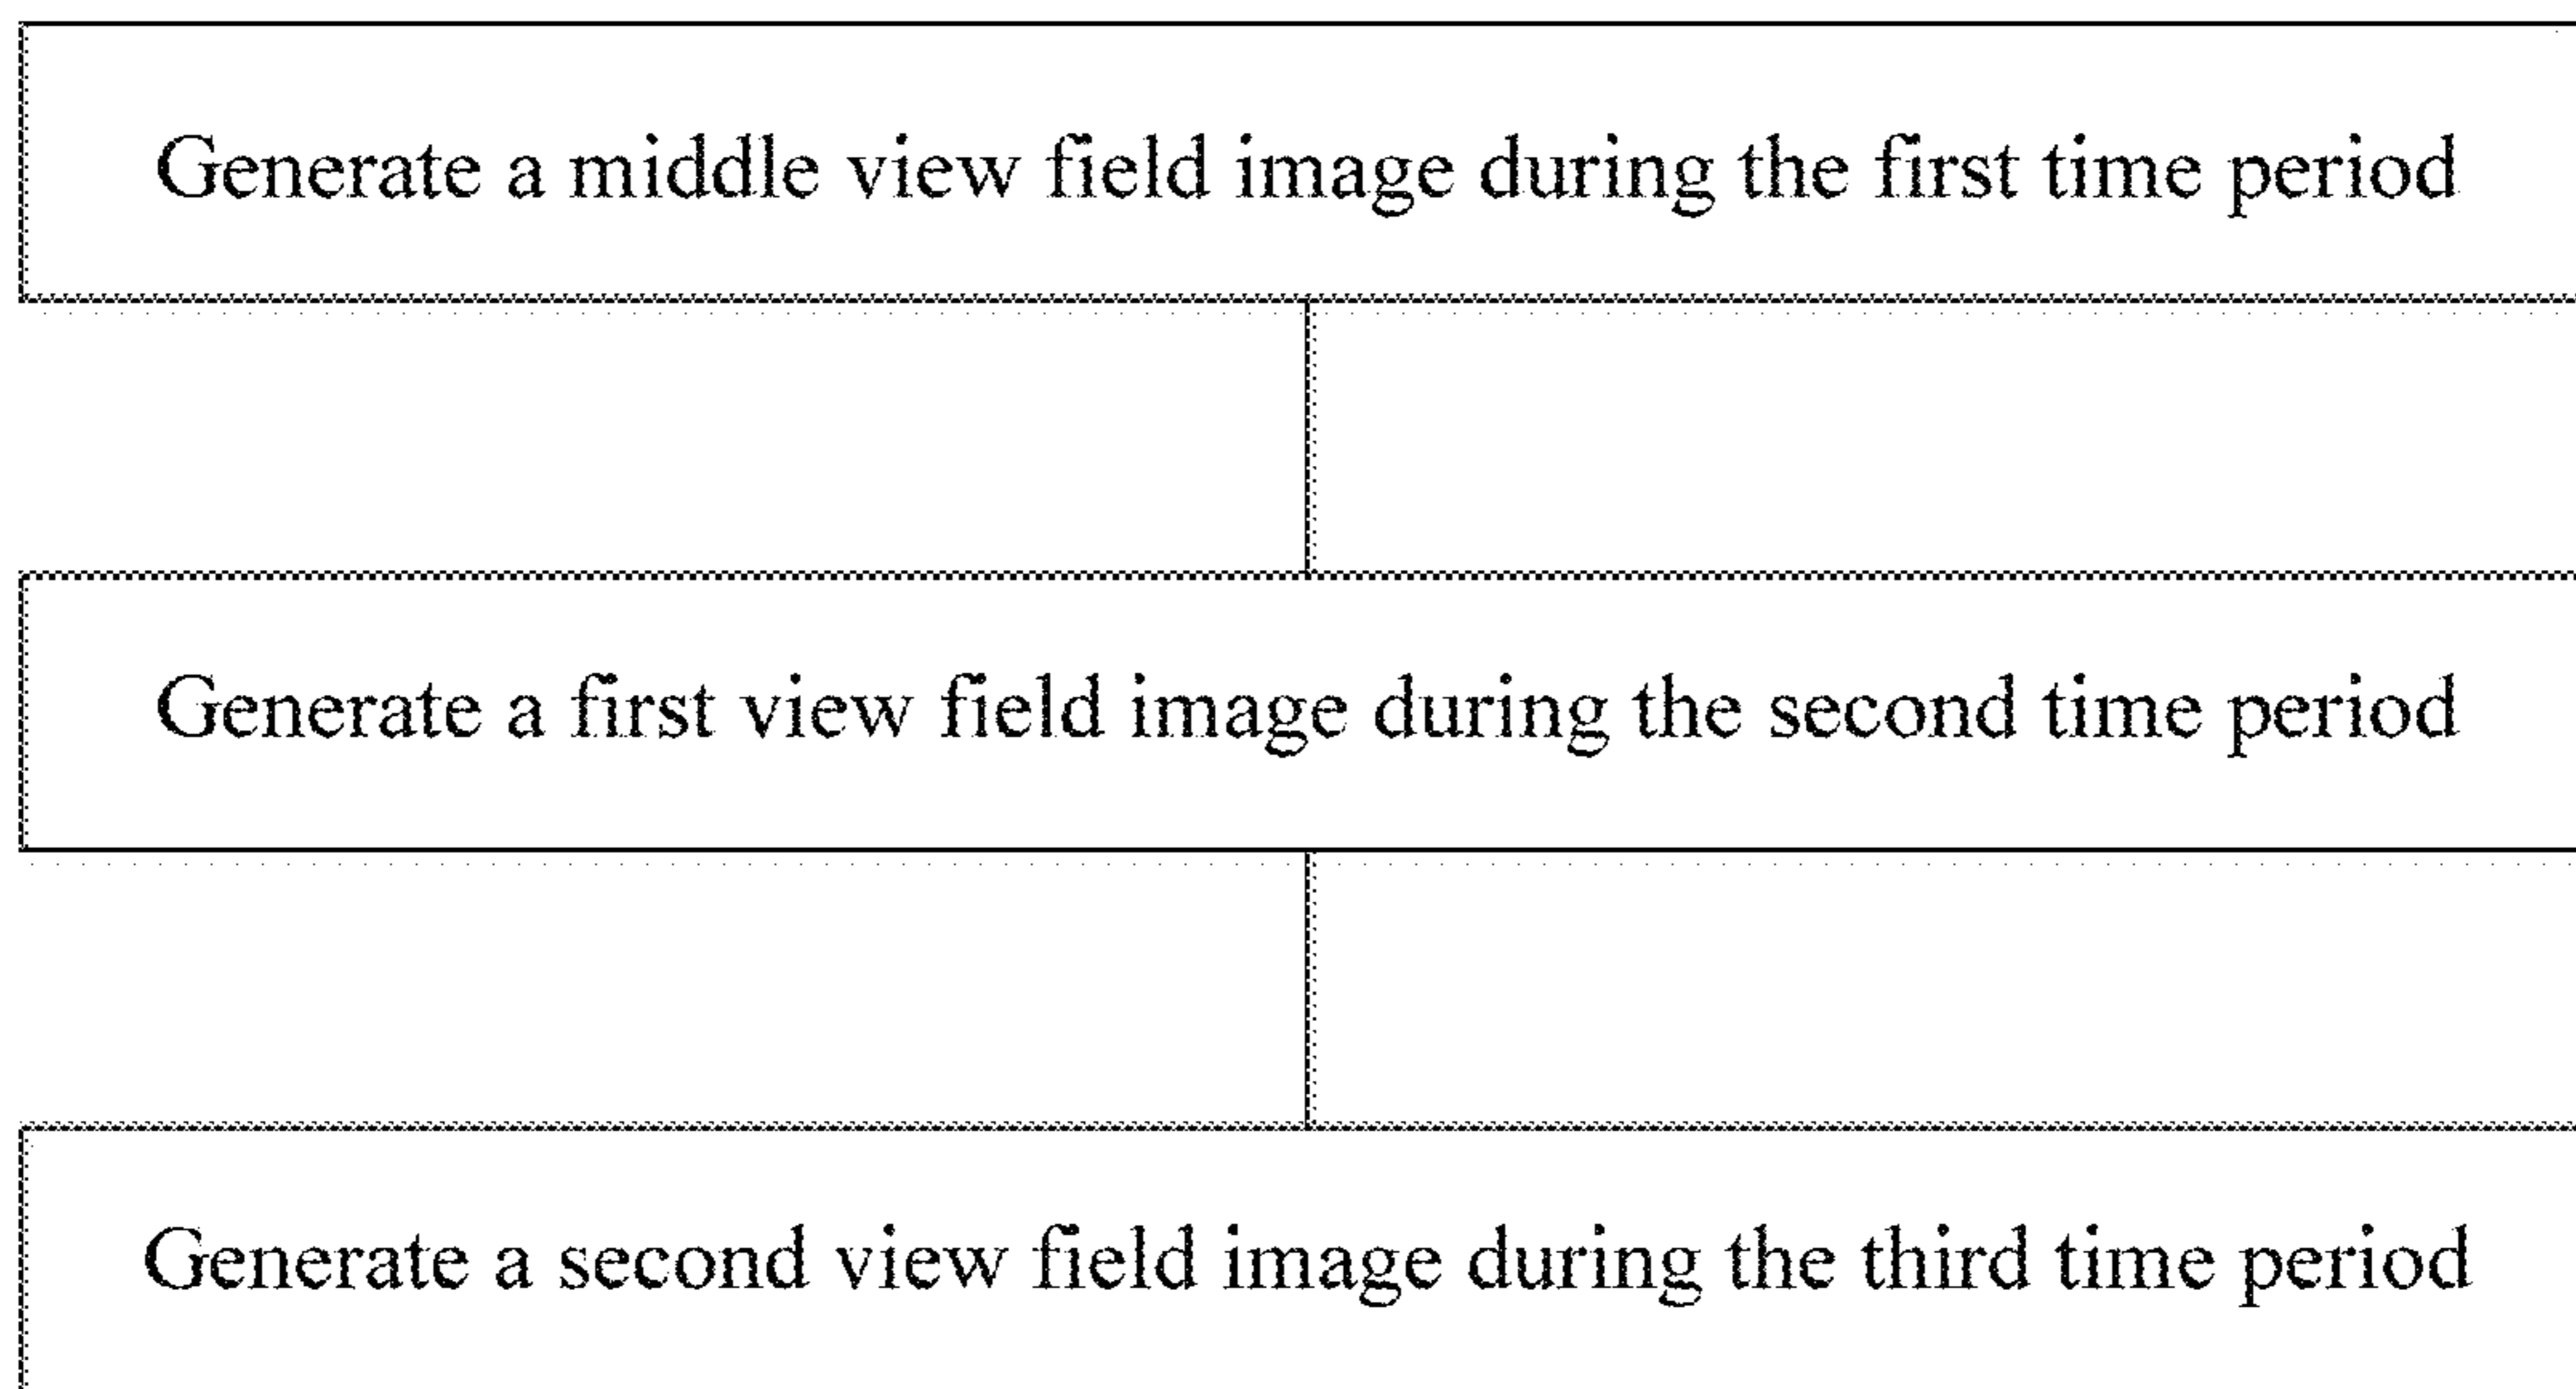 Generate a middle view field image during the first time period
Generate a first view field image during the second time period
Generate a second view field image during the third time period